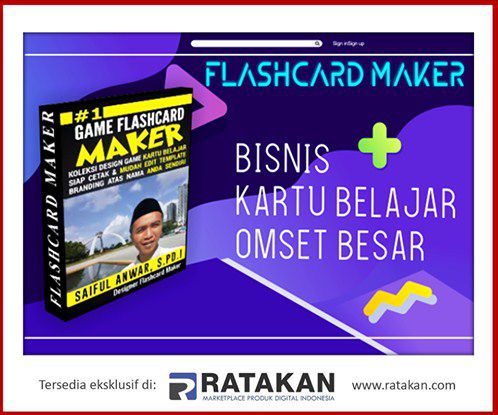 Sign inSign up
FLASHCARD MAKER
FLASHCARD MAKER
#1
GAME FLASHCARD
MAKER
KOLEKSI DESIGN GAME KARTU BELAJAR
SIAP CETAK & MUDAH EDIT TEMPLATE
BRANDING ATAS NAMA ANDA SENDIRI
SAIFUL ANWAR, S.PD.I
Designer Flashcard Maker
BISNIS
KARTU BELAJAR
OMSET BESAR
Tersedia eksklusif di:
RATAKAN
MARKETPLACE PRODUK DIGITAL INDONESIA
www.ratakan.com